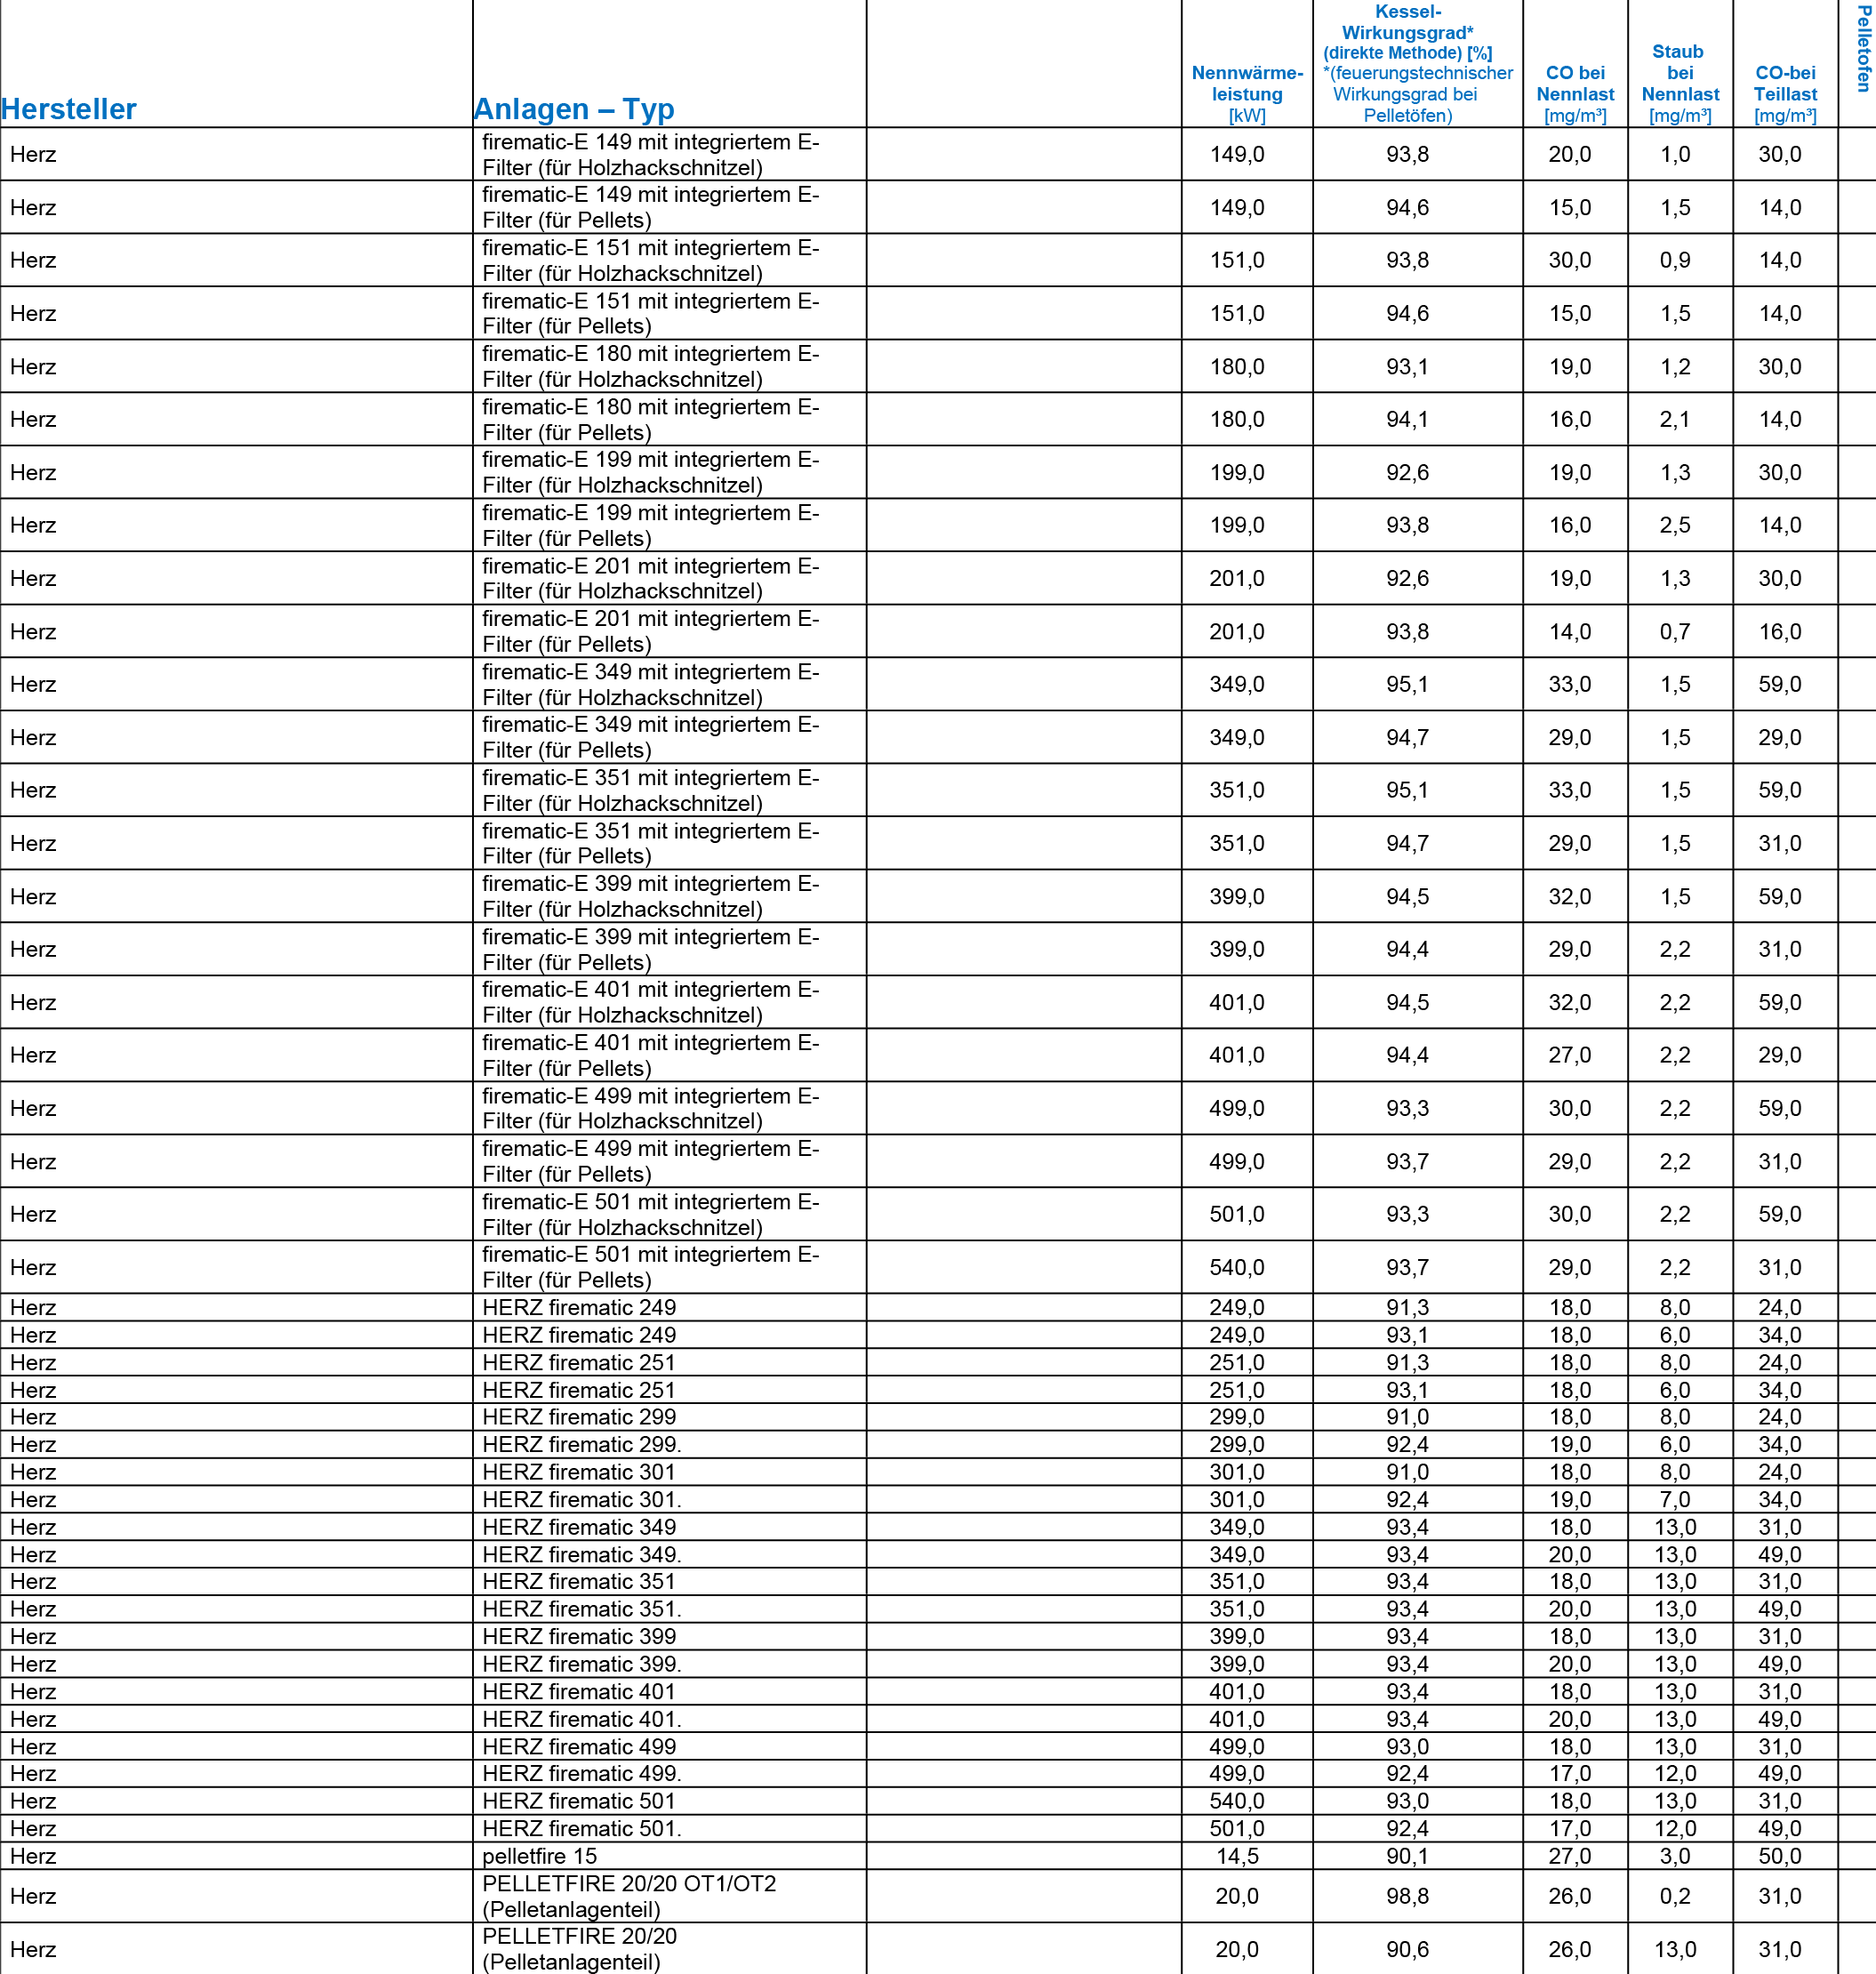 Hersteller
Anlagen – Typ
Nennwärme-
leistung
[kW]
Kessel-
Wirkungsgrad*
(direkte Methode) [%]
*(feuerungstechnischer
Wirkungsgrad bei
Pelletöfen)
CO bei
Nennlast
[mg/m³]
Staub
bei
Nennlast
[mg/m³]
CO-bei
Teillast
[mg/m³]
Pelletofen
Herz firematic-E 149 mit integriertem E-
Filter (für Holzhackschnitzel) 149,0 93,8 20,0 1,0 30,0
Herz firematic-E 149 mit integriertem E-
Filter (für Pellets) 149,0 94,6 15,0 1,5 14,0
Herz firematic-E 151 mit integriertem E-
Filter (für Holzhackschnitzel) 151,0 93,8 30,0 0,9 14,0
Herz firematic-E 151 mit integriertem E-
Filter (für Pellets) 151,0 94,6 15,0 1,5 14,0
Herz firematic-E 180 mit integriertem E-
Filter (für Holzhackschnitzel) 180,0 93,1 19,0 1,2 30,0
Herz firematic-E 180 mit integriertem E-
Filter (für Pellets) 180,0 94,1 16,0 2,1 14,0
Herz firematic-E 199 mit integriertem E-
Filter (für Holzhackschnitzel) 199,0 92,6 19,0 1,3 30,0
Herz firematic-E 199 mit integriertem E-
Filter (für Pellets) 199,0 93,8 16,0 2,5 14,0
Herz firematic-E 201 mit integriertem E-
Filter (für Holzhackschnitzel) 201,0 92,6 19,0 1,3 30,0
Herz firematic-E 201 mit integriertem E-
Filter (für Pellets) 201,0 93,8 14,0 0,7 16,0
Herz firematic-E 349 mit integriertem E-
Filter (für Holzhackschnitzel) 349,0 95,1 33,0 1,5 59,0
Herz firematic-E 349 mit integriertem E-
Filter (für Pellets) 349,0 94,7 29,0 1,5 29,0
Herz firematic-E 351 mit integriertem E-
Filter (für Holzhackschnitzel) 351,0 95,1 33,0 1,5 59,0
Herz firematic-E 351 mit integriertem E-
Filter (für Pellets) 351,0 94,7 29,0 1,5 31,0
Herz firematic-E 399 mit integriertem E-
Filter (für Holzhackschnitzel) 399,0 94,5 32,0 1,5 59,0
Herz firematic-E 399 mit integriertem E-
Filter (für Pellets) 399,0 94,4 29,0 2,2 31,0
Herz firematic-E 401 mit integriertem E-
Filter (für Holzhackschnitzel) 401,0 94,5 32,0 2,2 59,0
Herz firematic-E 401 mit integriertem E-
Filter (für Pellets) 401,0 94,4 27,0 2,2 29,0
Herz firematic-E 499 mit integriertem E-
Filter (für Holzhackschnitzel) 499,0 93,3 30,0 2,2 59,0
Herz firematic-E 499 mit integriertem E-
Filter (für Pellets) 499,0 93,7 29,0 2,2 31,0
Herz firematic-E 501 mit integriertem E-
Filter (für Holzhackschnitzel) 501,0 93,3 30,0 2,2 59,0
Herz firematic-E 501 mit integriertem E-
Filter (für Pellets) 540,0 93,7 29,0 2,2 31,0
Herz HERZ firematic 249 249,0 91,3 18,0 8,0 24,0
Herz HERZ firematic 249 249,0 93,1 18,0 6,0 34,0
Herz HERZ firematic 251 251,0 91,3 18,0 8,0 24,0
Herz HERZ firematic 251 251,0 93,1 18,0 6,0 34,0
Herz HERZ firematic 299 299,0 91,0 18,0 8,0 24,0
Herz HERZ firematic 299. 299,0 92,4 19,0 6,0 34,0
Herz HERZ firematic 301 301,0 91,0 18,0 8,0 24,0
Herz HERZ firematic 301. 301,0 92,4 19,0 7,0 34,0
Herz HERZ firematic 349 349,0 93,4 18,0 13,0 31,0
Herz HERZ firematic 349. 349,0 93,4 20,0 13,0 49,0
Herz HERZ firematic 351 351,0 93,4 18,0 13,0 31,0
Herz HERZ firematic 351. 351,0 93,4 20,0 13,0 49,0
Herz HERZ firematic 399 399,0 93,4 18,0 13,0 31,0
Herz HERZ firematic 399. 399,0 93,4 20,0 13,0 49,0
Herz HERZ firematic 401 401,0 93,4 18,0 13,0 31,0
Herz HERZ firematic 401. 401,0 93,4 20,0 13,0 49,0
Herz HERZ firematic 499 499,0 93,0 18,0 13,0 31,0
Herz HERZ firematic 499. 499,0 92,4 17,0 12,0 49,0
Herz HERZ firematic 501 540,0 93,0 18,0 13,0 31,0
Herz HERZ firematic 501. 501,0 92,4 17,0 12,0 49,0
Herz pelletfire 15 14,5 90,1 27,0 3,0 50,0
Herz PELLETFIRE 20/20 OT1/OT2
(Pelletanlagenteil) 20,0 98,8 26,0 0,2 31,0
Herz PELLETFIRE 20/20
(Pelletanlagenteil) 20,0 90,6 26,0 13,0 31,0